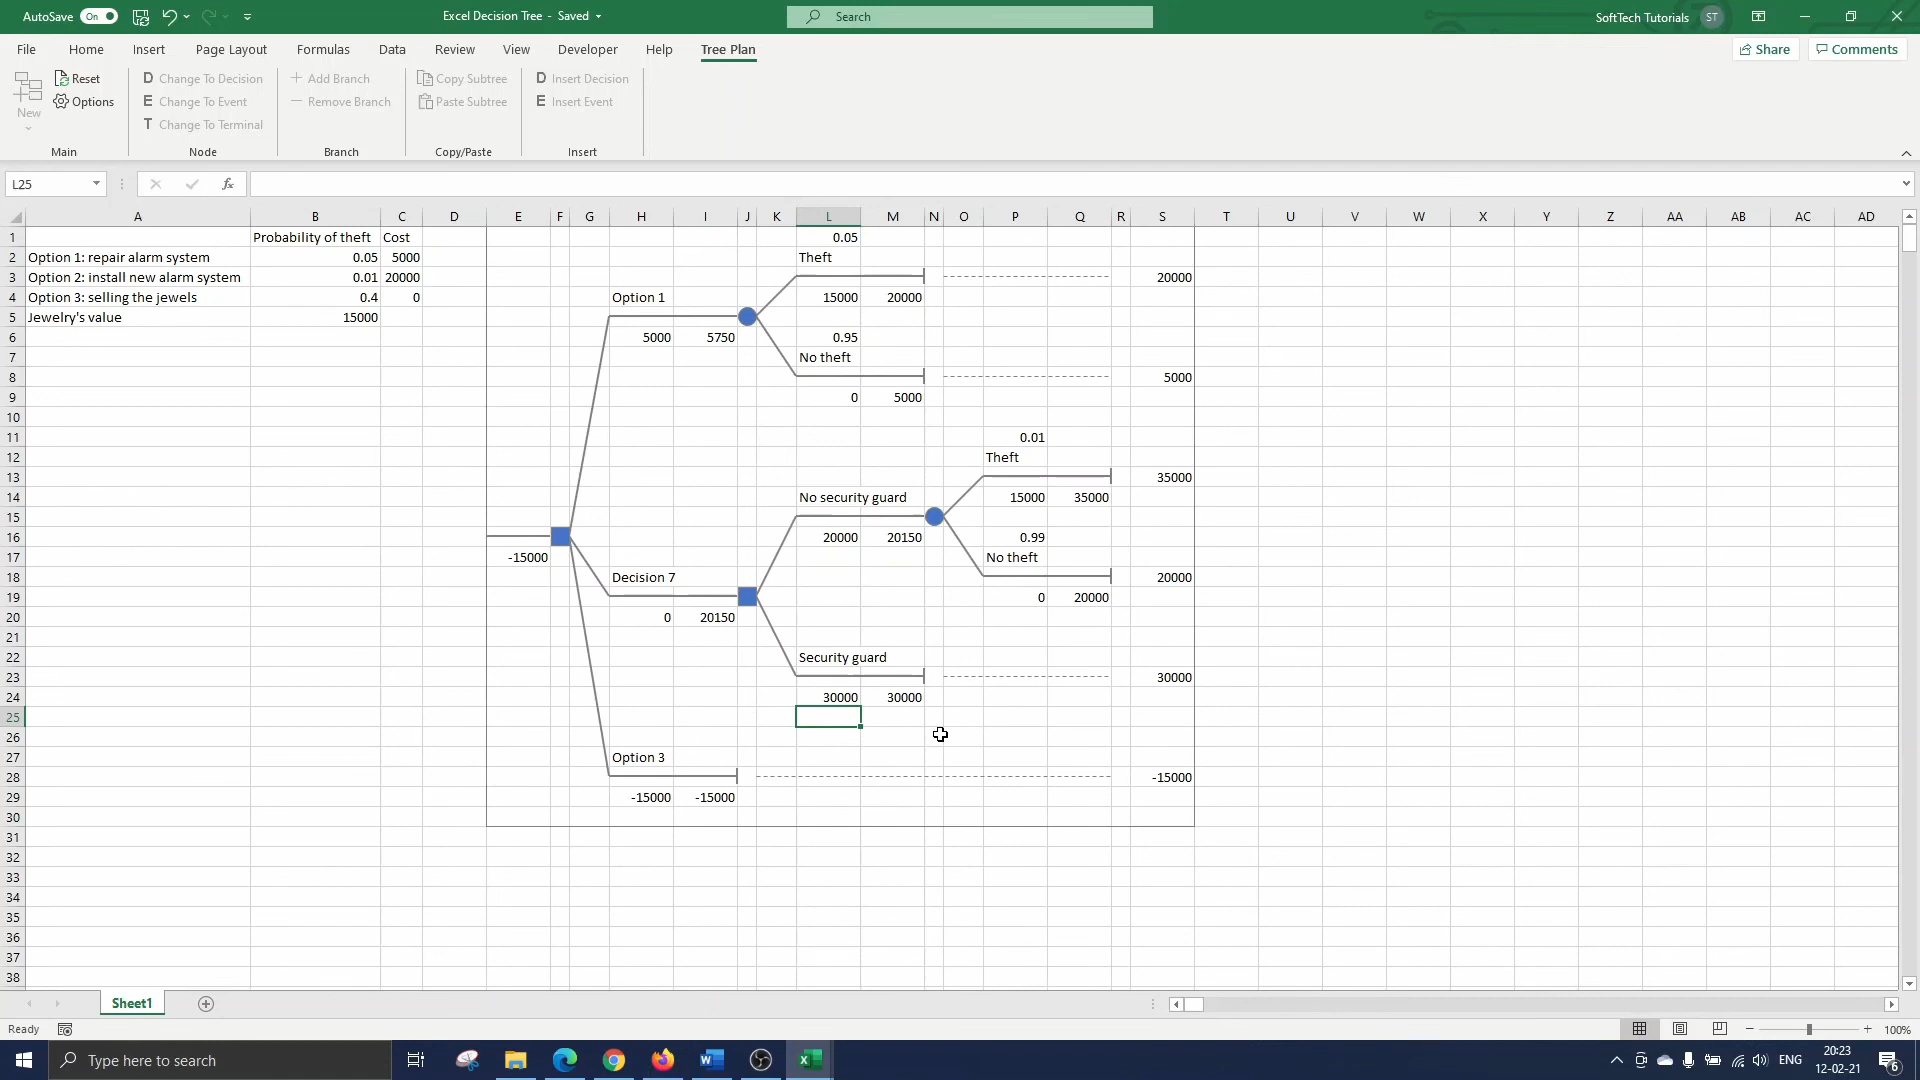 AutoSave On Excel Decision Tree - Saved Search SoftTech Tutorials ST
File Home Insert Page Layout Formulas Data Review View Developer Help Tree Plan Share Comments
New Reset D Change To Decision + Add Branch Copy Subtree D Insert Decision
Options E Change To Event — Remove Branch Paste Subtree E Insert Event
T Change To Terminal
Main Node Branch Copy/Paste Insert
L25 fx
A B C D E F G H I J K L M N O P Q R S T U V W X Y Z AA AB AC AD
1 Probability of theft Cost 0.05
2 Option 1: repair alarm system 0.05 5000 Theft
3 Option 2: install new alarm system 0.01 20000 20000
4 Option 3: selling the jewels 0.4 0 Option 1 15000 20000
5 Jewelry's value 15000
6 5000 5750 0.95
7 No theft
8 5000
9 0 5000
10
11 0.01
12 Theft
13 35000
14 No security guard 15000 35000
15
16 20000 20150 0.99
17 -15000 No theft
18 Decision 7 20000
19 0 20000
20 0 20150
21
22 Security guard
23 30000
24 30000 30000
25
26
27 Option 3
28 -15000
29 -15000 -15000
30
31
32
33
34
35
36
37
38
Sheet1
Ready 100%
Type here to search ENG 20:23
12-02-21 6